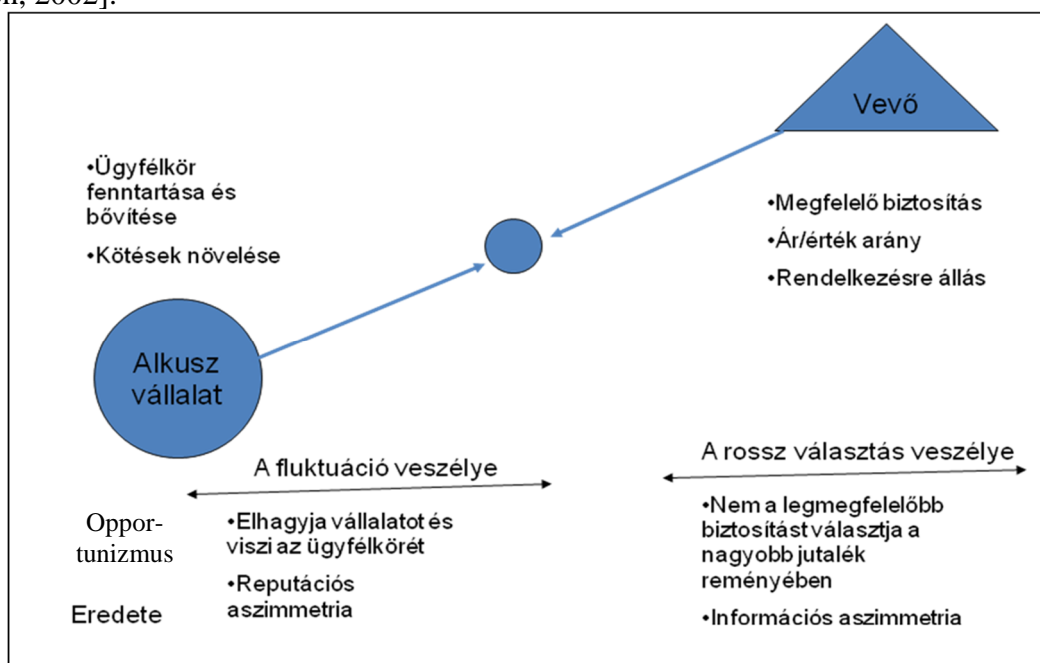 2002].
Vevő
•Ügyfélkör
fenntartása és
bővítése
•Kötések növelése
•Megfelelő biztosítás
•Ár/érték arány
•Rendelkezésre állás
Alkusz
vállalat
A fluktuáció veszélye
A rossz választás veszélye
Oppor-
tunizmus
•Elhagyja vállalatot és
viszi az ügyfélkörét
•Nem a legmegfelelőbb
biztosítást választja a
nagyobb jutalék
reményében
Eredete
•Reputációs
aszimmetria
•Információs aszimmetria